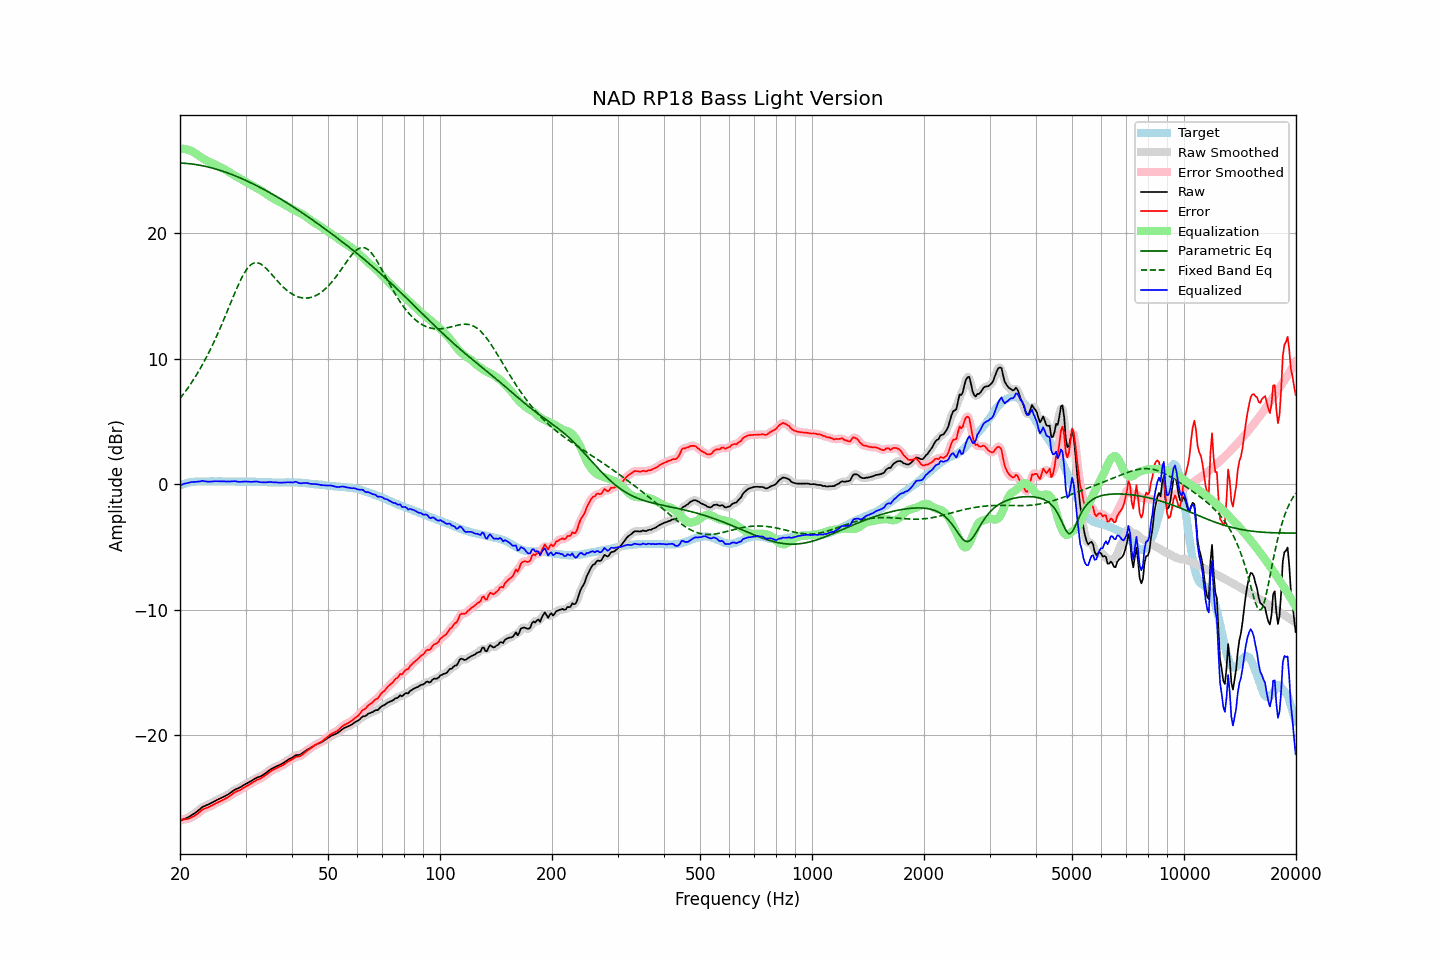 NAD RP18 Bass Light Version
Target
Raw Smoothed
Error Smoothed
Raw
Error
Equalization
Parametric Eq
Fixed Band Eq
Equalized
Amplitude (dBr)
20
10
0
−10
−20
20
50
100
200
500
1000
2000
5000
10000
20000
Frequency (Hz)